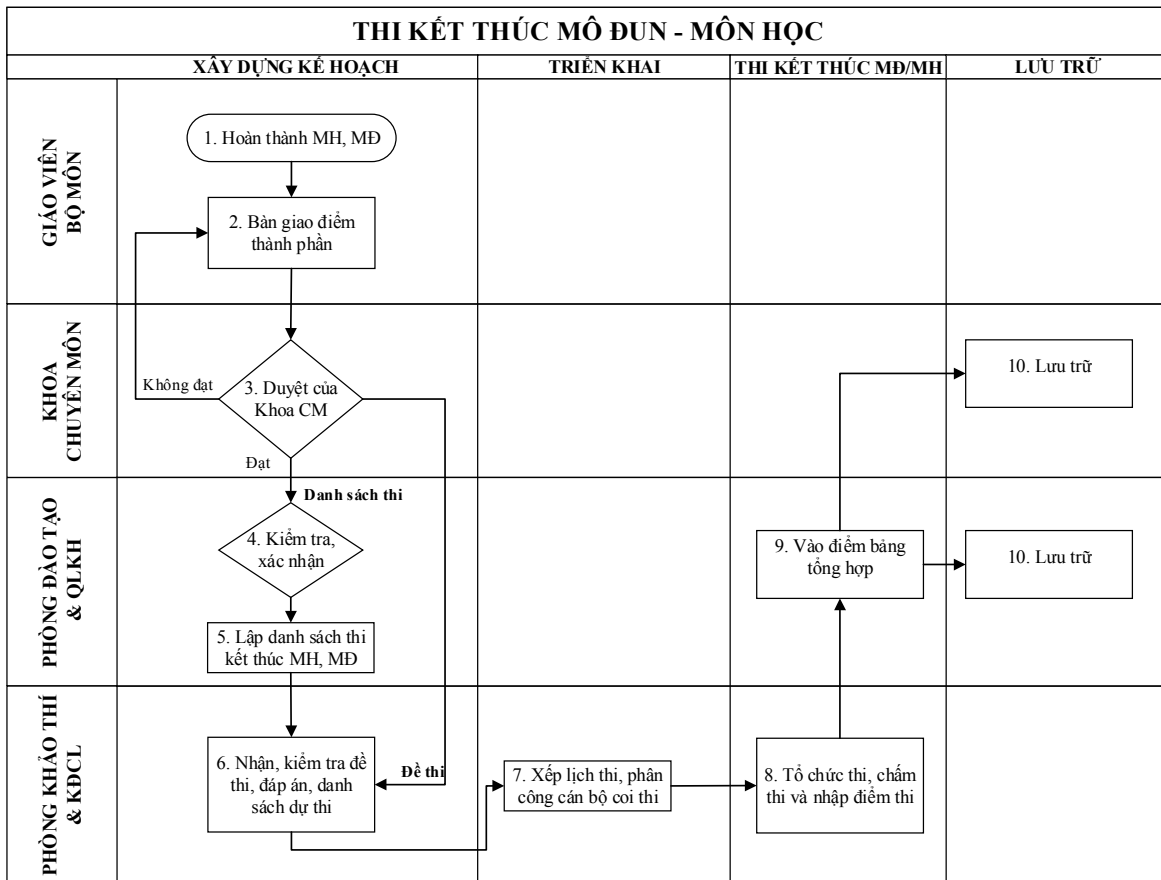 THI KẾT THÚC MÔ ĐUN - MÔN HỌC
XÂY DỰNG KẾ HOẠCH
TRIỂN KHAI
THI KẾT THÚC MĐ/MH
LƯU TRỮ
GIÁO VIÊN
BỘ MÔN
1. Hoàn thành MH, MĐ
2. Bàn giao điểm
thành phần
KHOA
CHUYÊN MÔN
Không đạt
3. Duyệt của
Khoa CM
Đạt
10. Lưu trữ
PHÒNG ĐÀO TẠO
& QLKH
Danh sách thi
4. Kiểm tra,
xác nhận
5. Lập danh sách thi
kết thúc MH, MĐ
9. Vào điểm bảng
tổng hợp
10. Lưu trữ
PHÒNG KHẢO THÍ
& KĐCL
6. Nhận, kiểm tra đề
thi, đáp án, danh
sách dự thi
Đề thi
7. Xếp lịch thi, phân
công cán bộ coi thi
8. Tổ chức thi, chấm
thi và nhập điểm thi